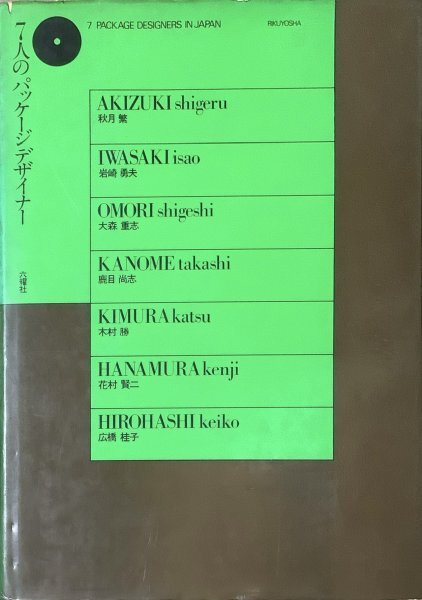 7 PACKAGE DESIGNERS IN JAPAN
RIKUYOSHA
7人のパッケージデザイナー
六耀社
AKIZUKI shigeru
秋月 繁
IWASAKI isao
岩崎 勇夫
OMORI shigeshi
大森 重志
KANOME takashi
鹿目 尚志
KIMURA katsu
木村 勝
HANAMURA kenji
花村 賢二
HIROHASHI keiko
広橋 桂子